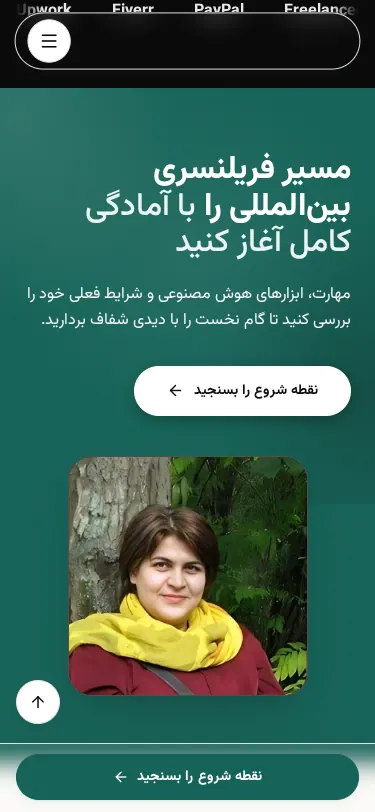 Upwork Fiverr PayPal Freelance
مسیر فریلنسری
بین‌المللی را با آمادگی
کامل آغاز کنید
مهارت، ابزارهای هوش مصنوعی و شرایط فعلی خود را
بررسی کنید تا گام نخست را با دیدی شفاف بردارید.
نقطه شروع را بسنجید
نقطه شروع را بسنجید